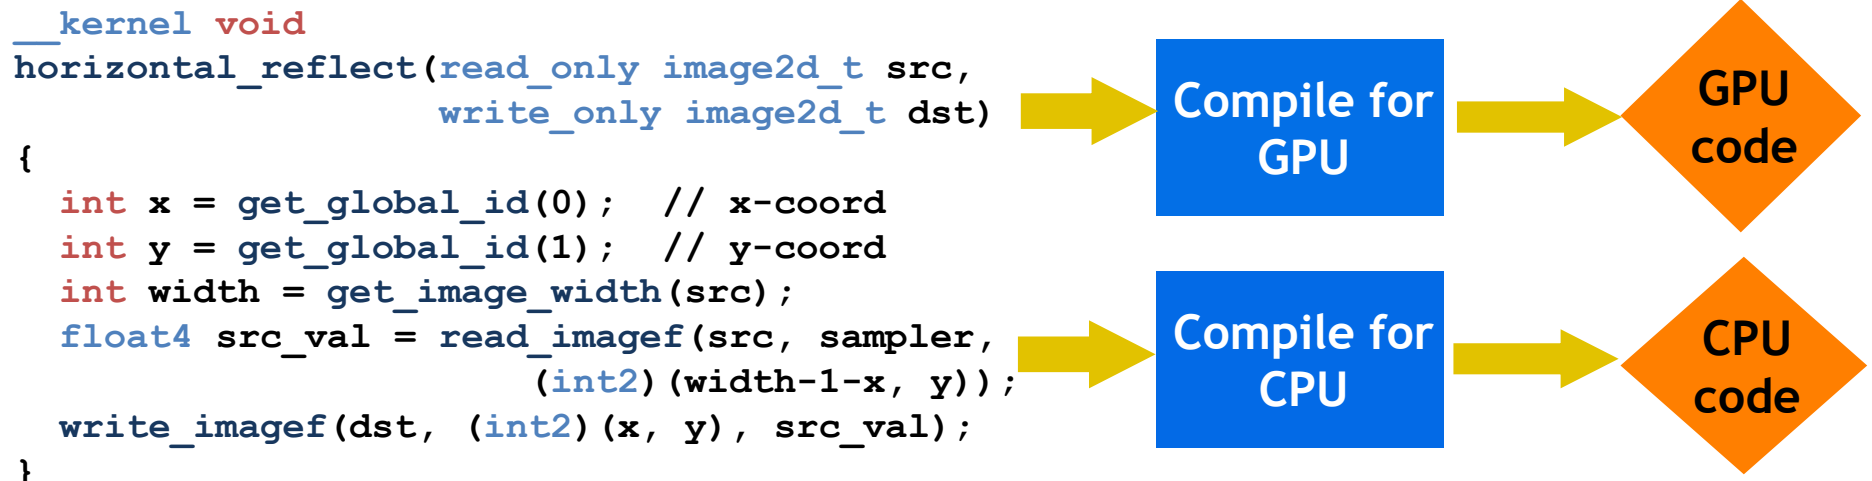 __kernel void
horizontal_reflect(read_only image2d_t src,
                   write_only image2d_t dst)
{
  int x = get_global_id(0);  // x-coord
  int y = get_global_id(1);  // y-coord
  int width = get_image_width(src);
  float4 src_val = read_imagef(src, sampler,
                       (int2)(width-1-x, y));
  write_imagef(dst, (int2)(x, y), src_val);
}
Compile for
GPU
GPU
code
Compile for
CPU
CPU
code